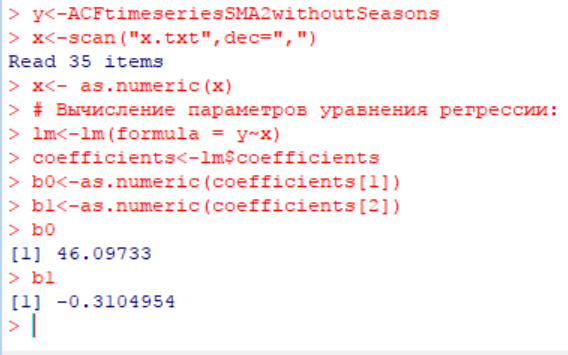 > y<-ACFtimeseriesSMA2withoutSeasons
> x<-scan("x.txt",dec=",")
Read 35 items
> x<- as.numeric(x)
> # Вычисление параметров уравнения регрессии:
> lm<-lm(formula = y~x)
> coefficients<-lm$coefficients
> b0<-as.numeric(coefficients[1])
> b1<-as.numeric(coefficients[2])
> b0
[1] 46.09733
> b1
[1] -0.3104954
>